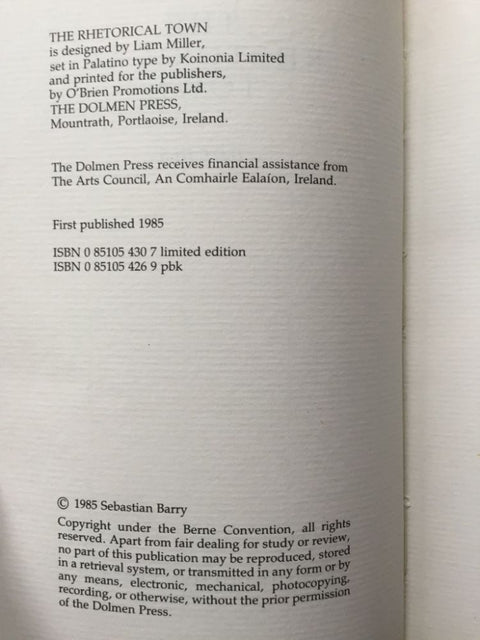 THE RHETORICAL TOWN
is designed by Liam Miller,
set in Palatino type by Koinonia Limited
and printed for the publishers,
by O'Brien Promotions Ltd.
THE DOLMEN PRESS,
Mountrath, Portlaoise, Ireland.
The Dolmen Press receives financial assistance from
The Arts Council, An Comhairle Ealaíon, Ireland.
First published 1985
ISBN 0 85105 430 7 limited edition
ISBN 0 85105 426 9 pbk
© 1985 Sebastian Barry
Copyright under the Berne Convention, all rights
reserved. Apart from fair dealing for study or review,
no part of this publication may be reproduced, stored
in a retrieval system, or transmitted in any form or by
any means, electronic, mechanical, photocopying,
recording, or otherwise, without the prior permission
of the Dolmen Press.